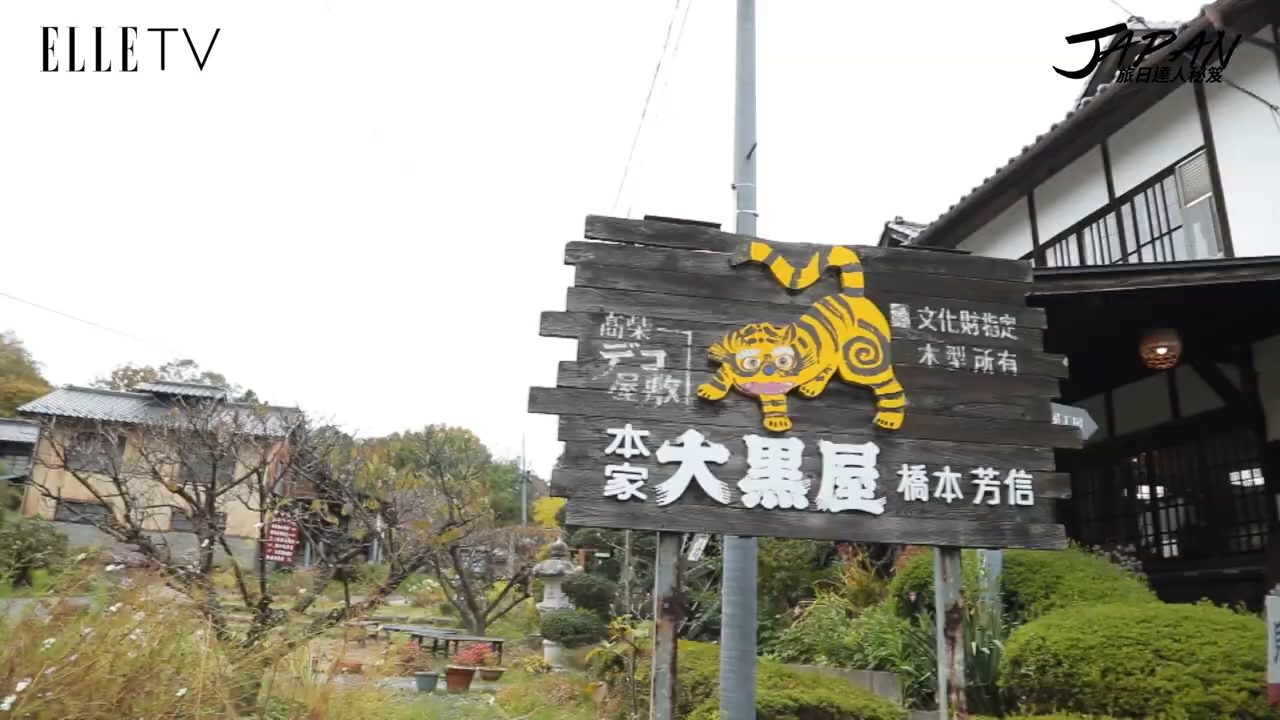 ELLE TV
JAPAN
旅日達人秘笈
高柴
デコ
屋敷
文化財指定
木型所有
本家
大黒屋
橋本芳信